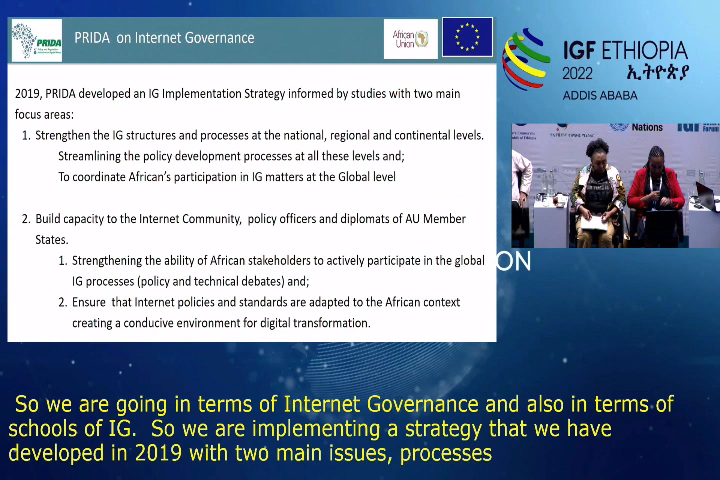 PRIDA
PRIDA on Internet Governance
African
Union
IGF ETHIOPIA
2022 ኢትዮጵያ
ADDIS ABABA
2019, PRIDA developed an IG Implementation Strategy informed by studies with two main
focus areas:
1. Strengthen the IG structures and processes at the national, regional and continental levels.
Streamlining the policy development processes at all these levels and;
To coordinate African's participation in IG matters at the Global level
2. Build capacity to the Internet Community, policy officers and diplomats of AU Member
States.
1. Strengthening the ability of African stakeholders to actively participate in the global
IG processes (policy and technical debates) and;
2. Ensure that Internet policies and standards are adapted to the African context
creating a conducive environment for digital transformation.
Nations
ON
So we are going in terms of Internet Governance and also in terms of
schools of IG. So we are implementing a strategy that we have
developed in 2019 with two main issues, processes